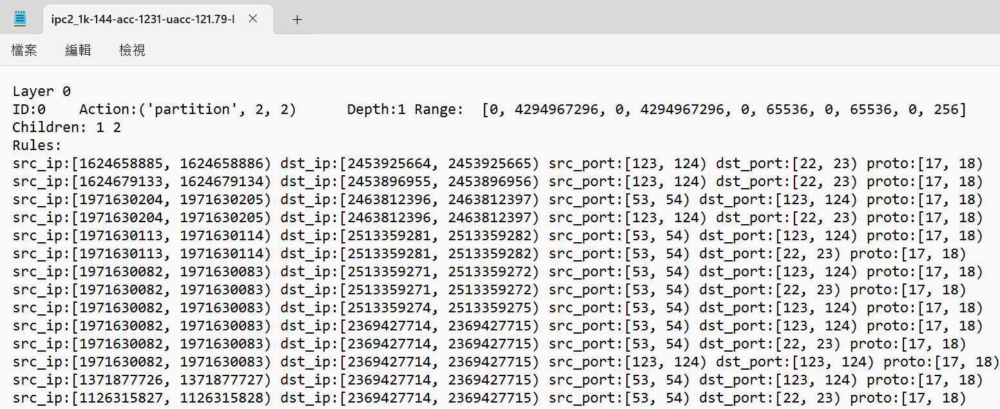 ipc2_1k-144-acc-1231-uacc-121.79-l
檔案 編輯 檢視
Layer 0
ID:0 Action:('partition', 2, 2) Depth:1 Range: [0, 4294967296, 0, 4294967296, 0, 65536, 0, 65536, 0, 256]
Children: 1 2
Rules:
src_ip:[1624658885, 1624658886) dst_ip:[2453925664, 2453925665) src_port:[123, 124) dst_port:[22, 23) proto:[17, 18)
src_ip:[1624679133, 1624679134) dst_ip:[2453896955, 2453896956) src_port:[123, 124) dst_port:[22, 23) proto:[17, 18)
src_ip:[1971630204, 1971630205) dst_ip:[2463812396, 2463812397) src_port:[53, 54) dst_port:[123, 124) proto:[17, 18)
src_ip:[1971630204, 1971630205) dst_ip:[2463812396, 2463812397) src_port:[123, 124) dst_port:[22, 23) proto:[17, 18)
src_ip:[1971630113, 1971630114) dst_ip:[2513359281, 2513359282) src_port:[53, 54) dst_port:[123, 124) proto:[17, 18)
src_ip:[1971630113, 1971630114) dst_ip:[2513359281, 2513359282) src_port:[53, 54) dst_port:[22, 23) proto:[17, 18)
src_ip:[1971630082, 1971630083) dst_ip:[2513359271, 2513359272) src_port:[53, 54) dst_port:[123, 124) proto:[17, 18)
src_ip:[1971630082, 1971630083) dst_ip:[2513359271, 2513359272) src_port:[53, 54) dst_port:[22, 23) proto:[17, 18)
src_ip:[1971630082, 1971630083) dst_ip:[2513359274, 2513359275) src_port:[53, 54) dst_port:[123, 124) proto:[17, 18)
src_ip:[1971630082, 1971630083) dst_ip:[2369427714, 2369427715) src_port:[53, 54) dst_port:[123, 124) proto:[17, 18)
src_ip:[1971630082, 1971630083) dst_ip:[2369427714, 2369427715) src_port:[53, 54) dst_port:[22, 23) proto:[17, 18)
src_ip:[1971630082, 1971630083) dst_ip:[2369427714, 2369427715) src_port:[123, 124) dst_port:[123, 124) proto:[17, 18)
src_ip:[1371877726, 1371877727) dst_ip:[2369427714, 2369427715) src_port:[53, 54) dst_port:[123, 124) proto:[17, 18)
src_ip:[1126315827, 1126315828) dst_ip:[2369427714, 2369427715) src_port:[53, 54) dst_port:[22, 23) proto:[17, 18)